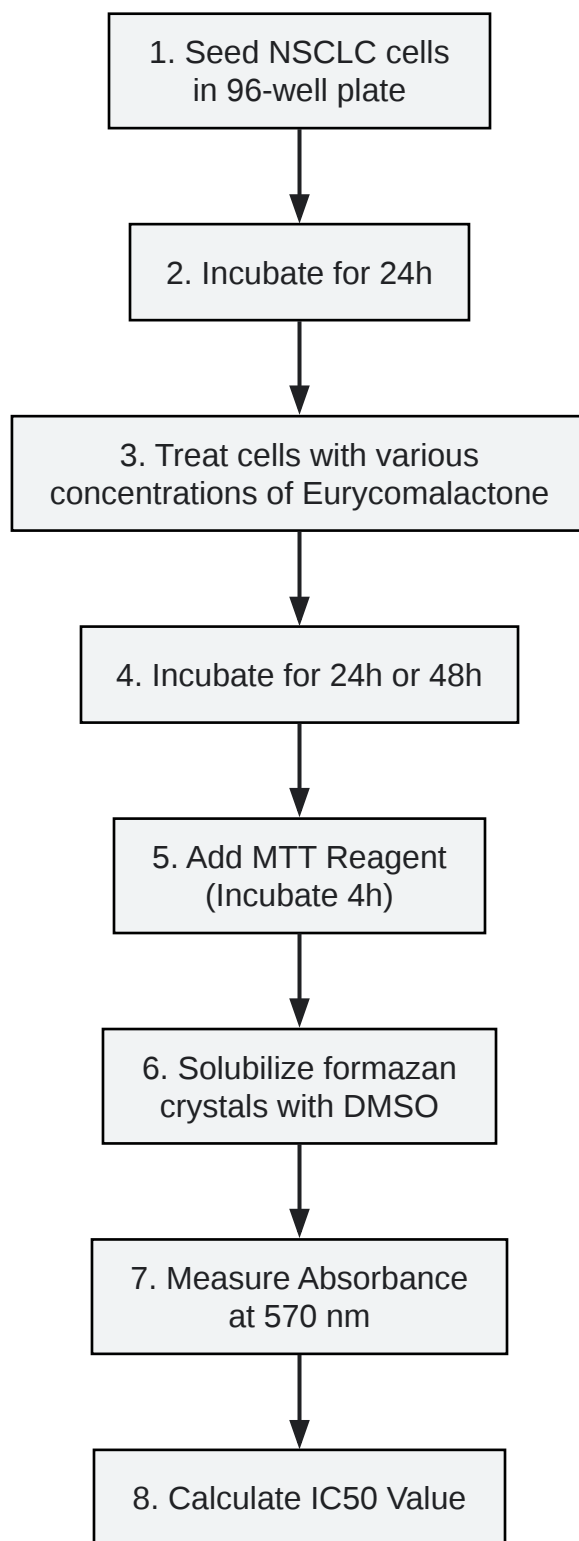 1. Seed NSCLC cells
in 96-well plate
2. Incubate for 24h
3. Treat cells with various
concentrations of Eurycomalactone
4. Incubate for 24h or 48h
5. Add MTT Reagent
(Incubate 4h)
6. Solubilize formazan
crystals with DMSO
7. Measure Absorbance
at 570 nm
8. Calculate IC50 Value